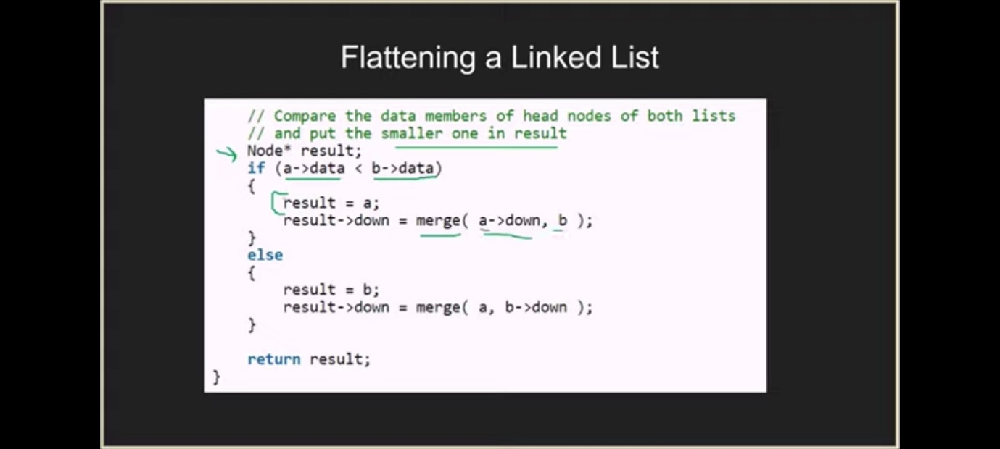 Flattening a Linked List
// Compare the data members of head nodes of both lists
// and put the smaller one in result
Node* result;
if (a->data < b->data)
{
result = a;
result->down = merge( a->down, b );
}
else
{
result = b;
result->down = merge( a, b->down );
}
return result;
}